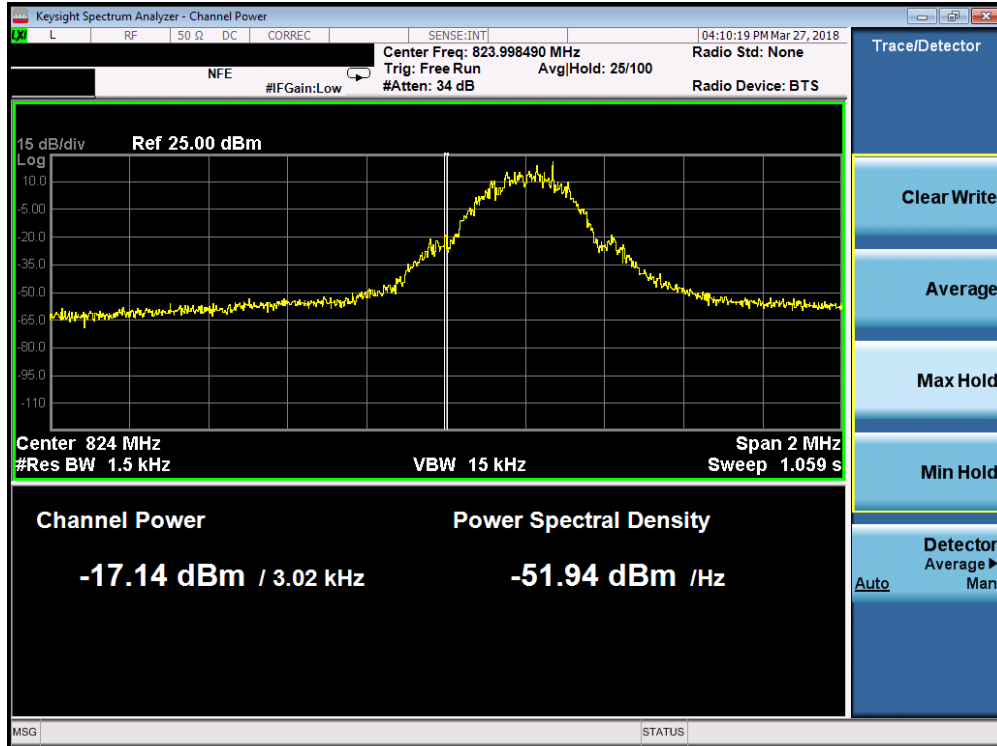 Keysight Spectrum Analyzer - Channel Power
LXI L RF 50 Ω DC CORREC SENSE:INT 04:10:19 PM Mar 27, 2018
Center Freq: 823.998490 MHz Radio Std: None
NFE Trig: Free Run Avg|Hold: 25/100
#IFGain:Low #Atten: 34 dB Radio Device: BTS
15 dB/div Ref 25.00 dBm
Log
10.0
-5.00
-20.0
-35.0
-50.0
-65.0
-80.0
-95.0
-110
Center 824 MHz Span 2 MHz
#Res BW 1.5 kHz VBW 15 kHz Sweep 1.059 s
Channel Power Power Spectral Density
-17.14 dBm / 3.02 kHz -51.94 dBm /Hz
MSG STATUS
Trace/Detector
Clear Write
Average
Max Hold
Min Hold
Detector
Average
Auto Man